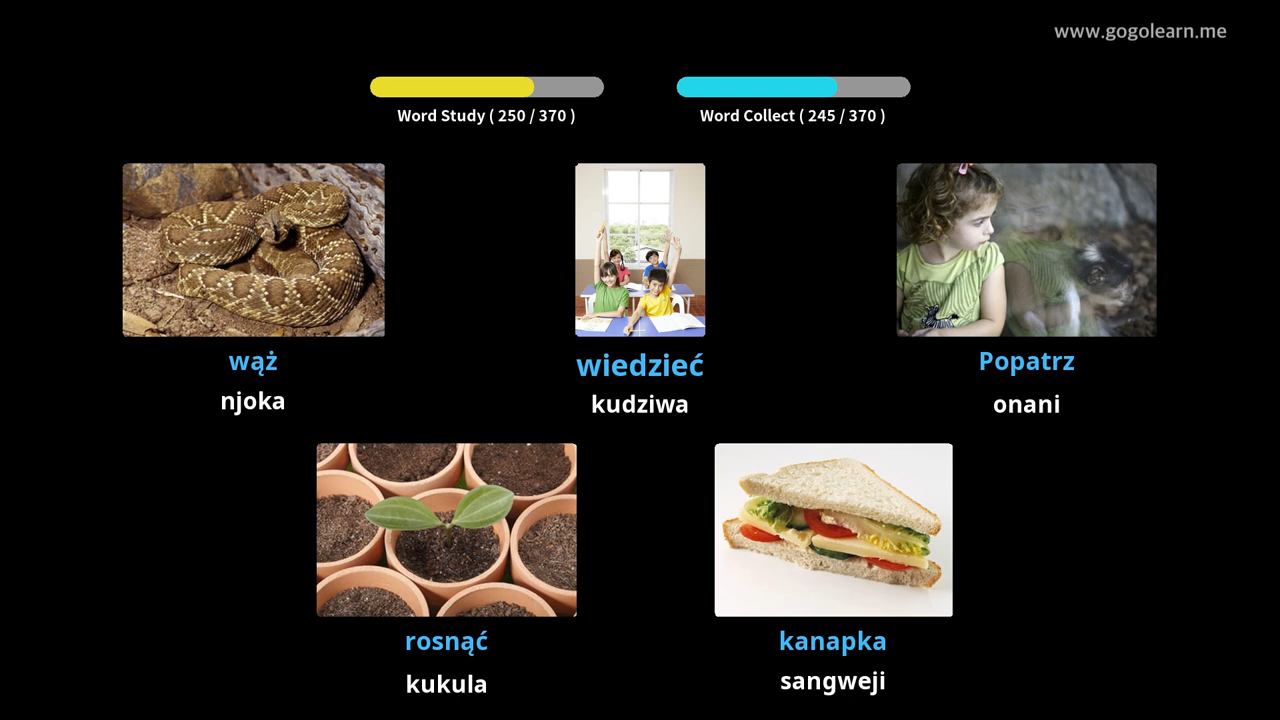 www.gogolearn.me
Word Study ( 250 / 370 )
Word Collect ( 245 / 370 )
wąż
njoka
wiedzieć
kudziwa
Popatrz
onani
rosnąć
kukula
kanapka
sangweji